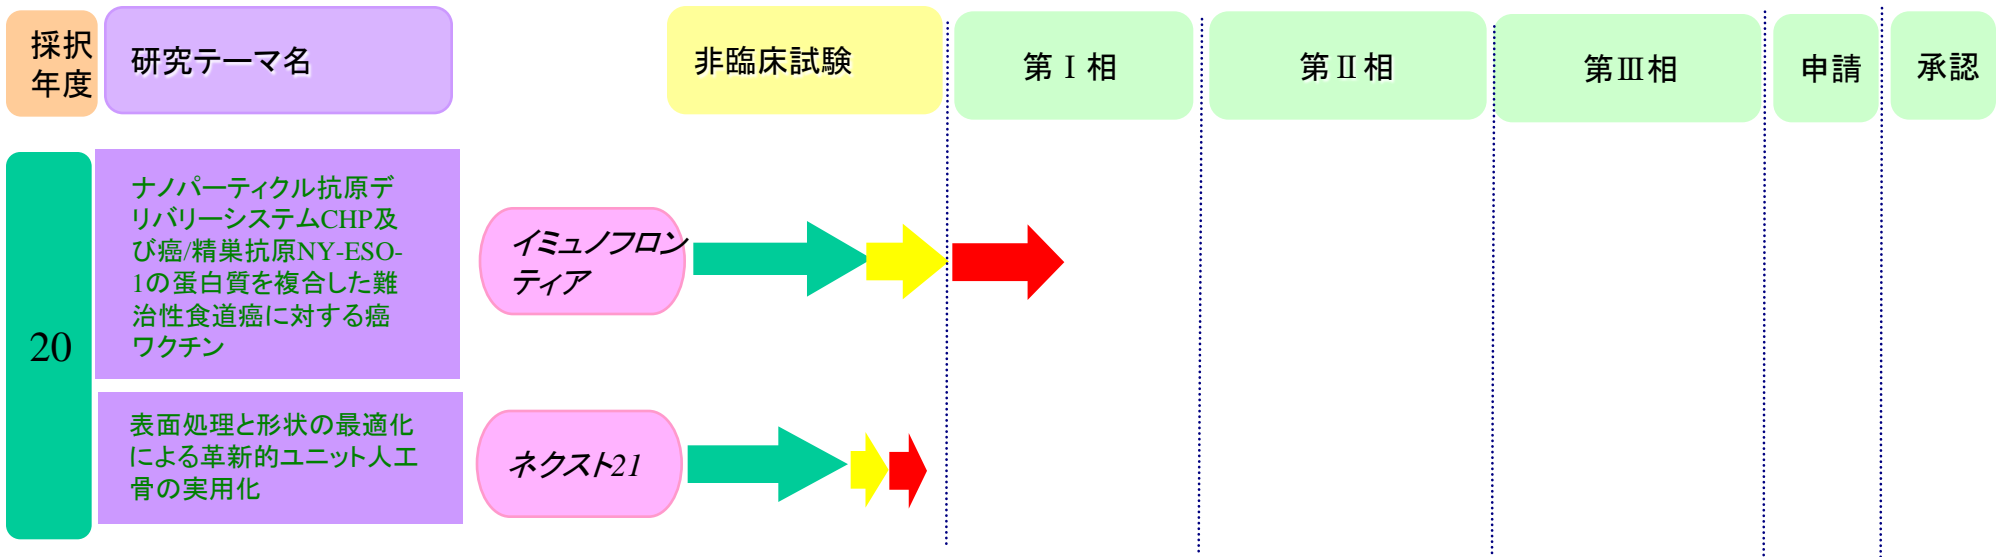 採択
年度
研究テーマ名
非臨床試験
第Ⅰ相
第Ⅱ相
第Ⅲ相
申請
承認
20
ナノパーティクル抗原デ
リバリーシステムCHP及
び癌/精巣抗原NY-ESO-
1の蛋白質を複合した難
治性食道癌に対する癌
ワクチン
イミュノフロン
ティア
表面処理と形状の最適化
による革新的ユニット人工
骨の実用化
ネクスト21